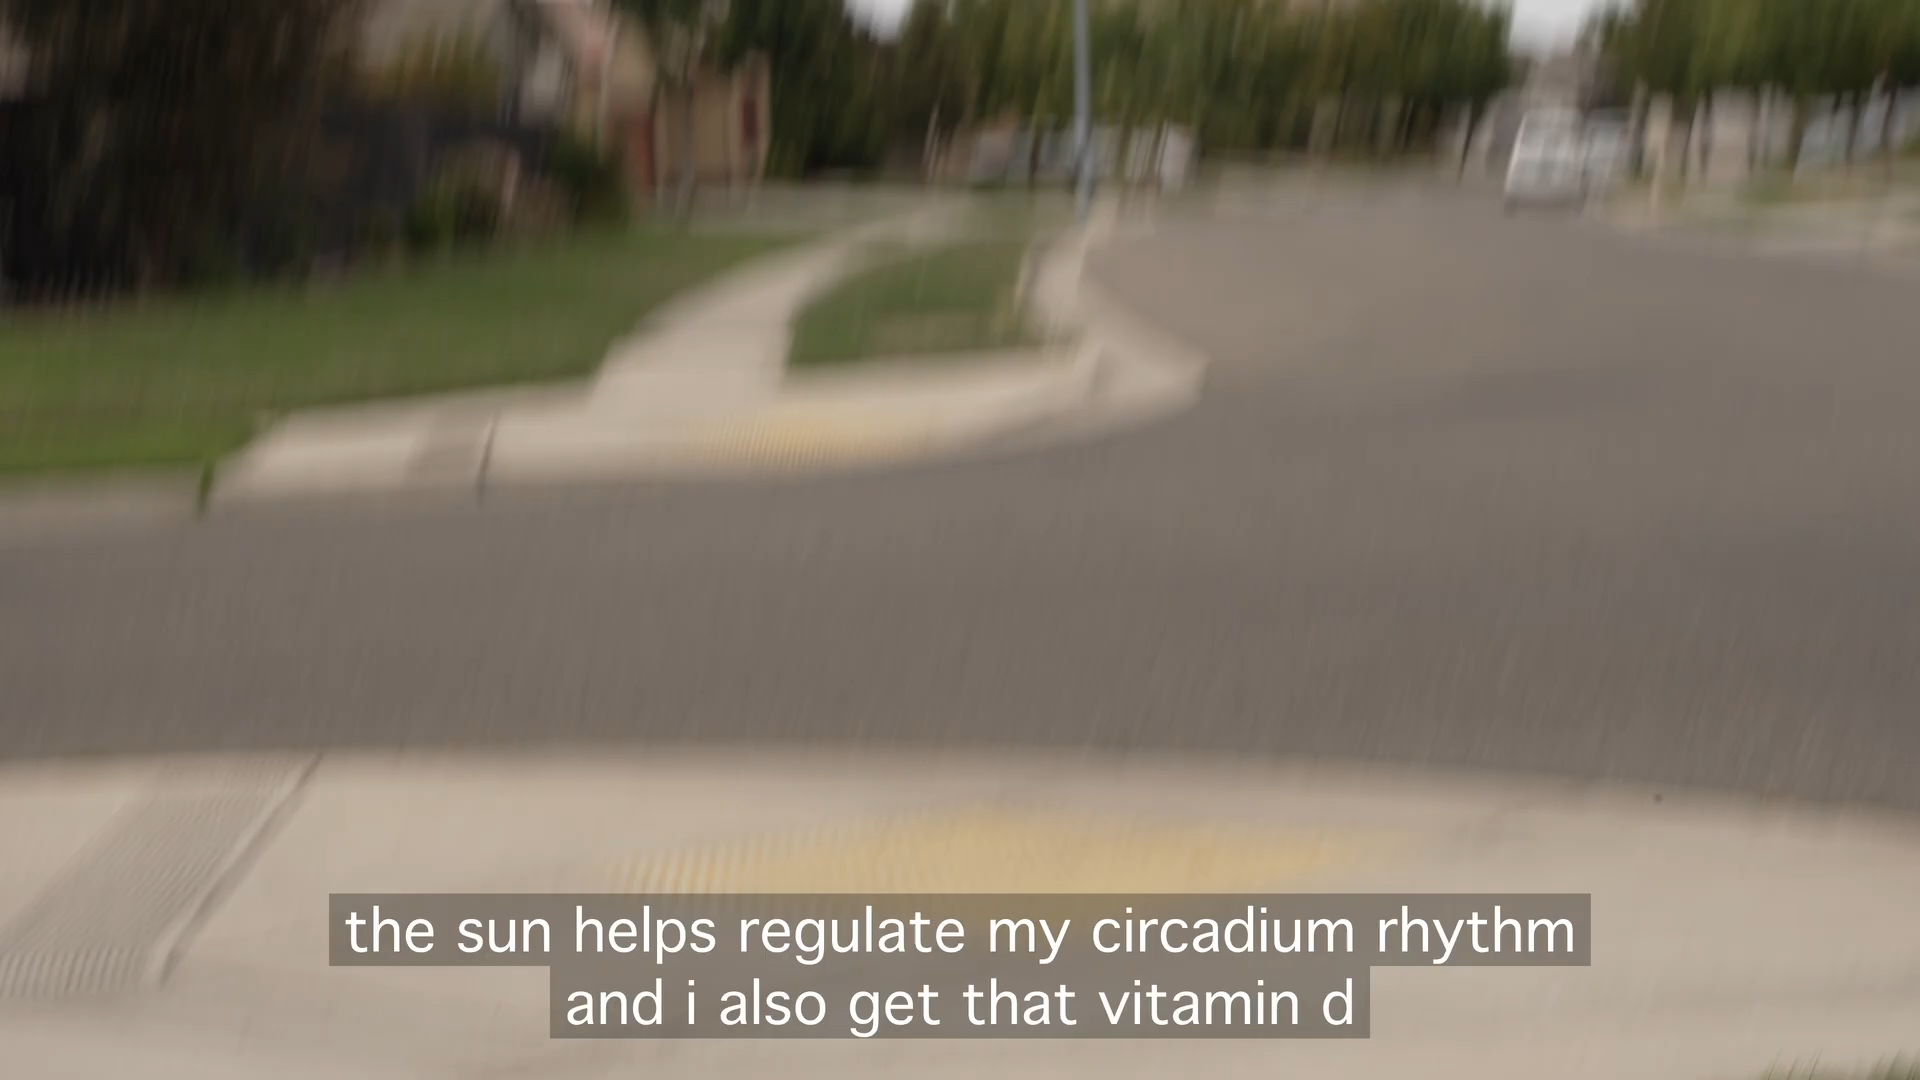 the sun helps regulate my circadium rhythm
and i also get that vitamin d